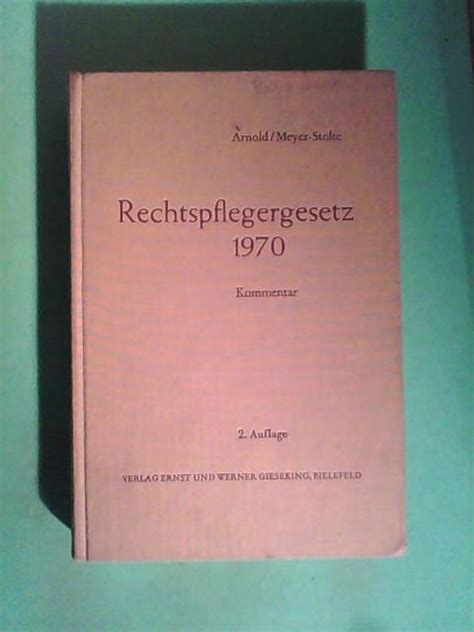 Arnold/Meyer-Stolte
Rechtspflegergesetz
1970
Kommentar
2. Auflage
VERLAG ERNST UND WERNER GIESEKING, BIELEFELD